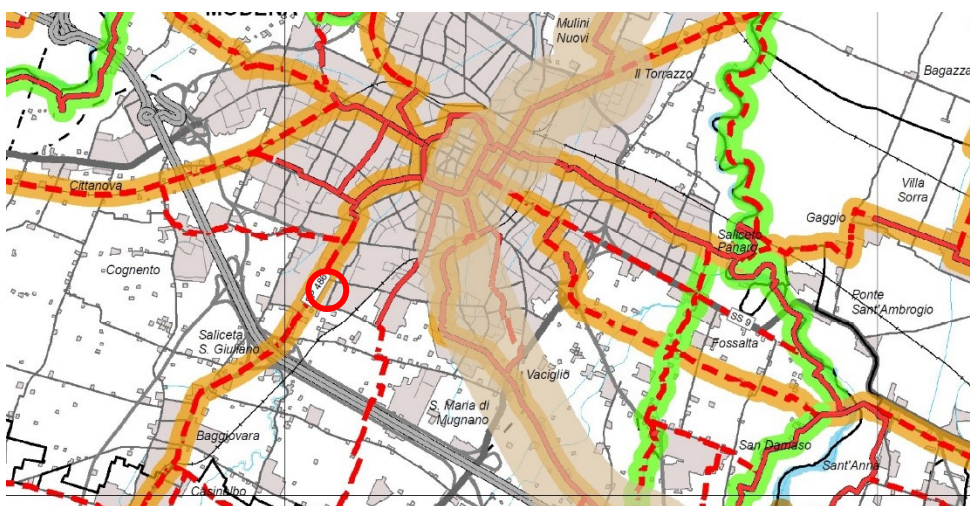 MODENA
Mulini
Nuovi
Il Torrazzo
Bagazza
Cittanova
Villa
Sorra
Gaggio
Saliceto
Panaro
Cognento
486
Ponte
Sant'Ambrogio
SS 9
Saliceta
S. Giuliano
Fossalta
Vaciglio
S. Maria di
Mugnano
Baggiovara
San Damaso
Sant'Anna
Casinalbo